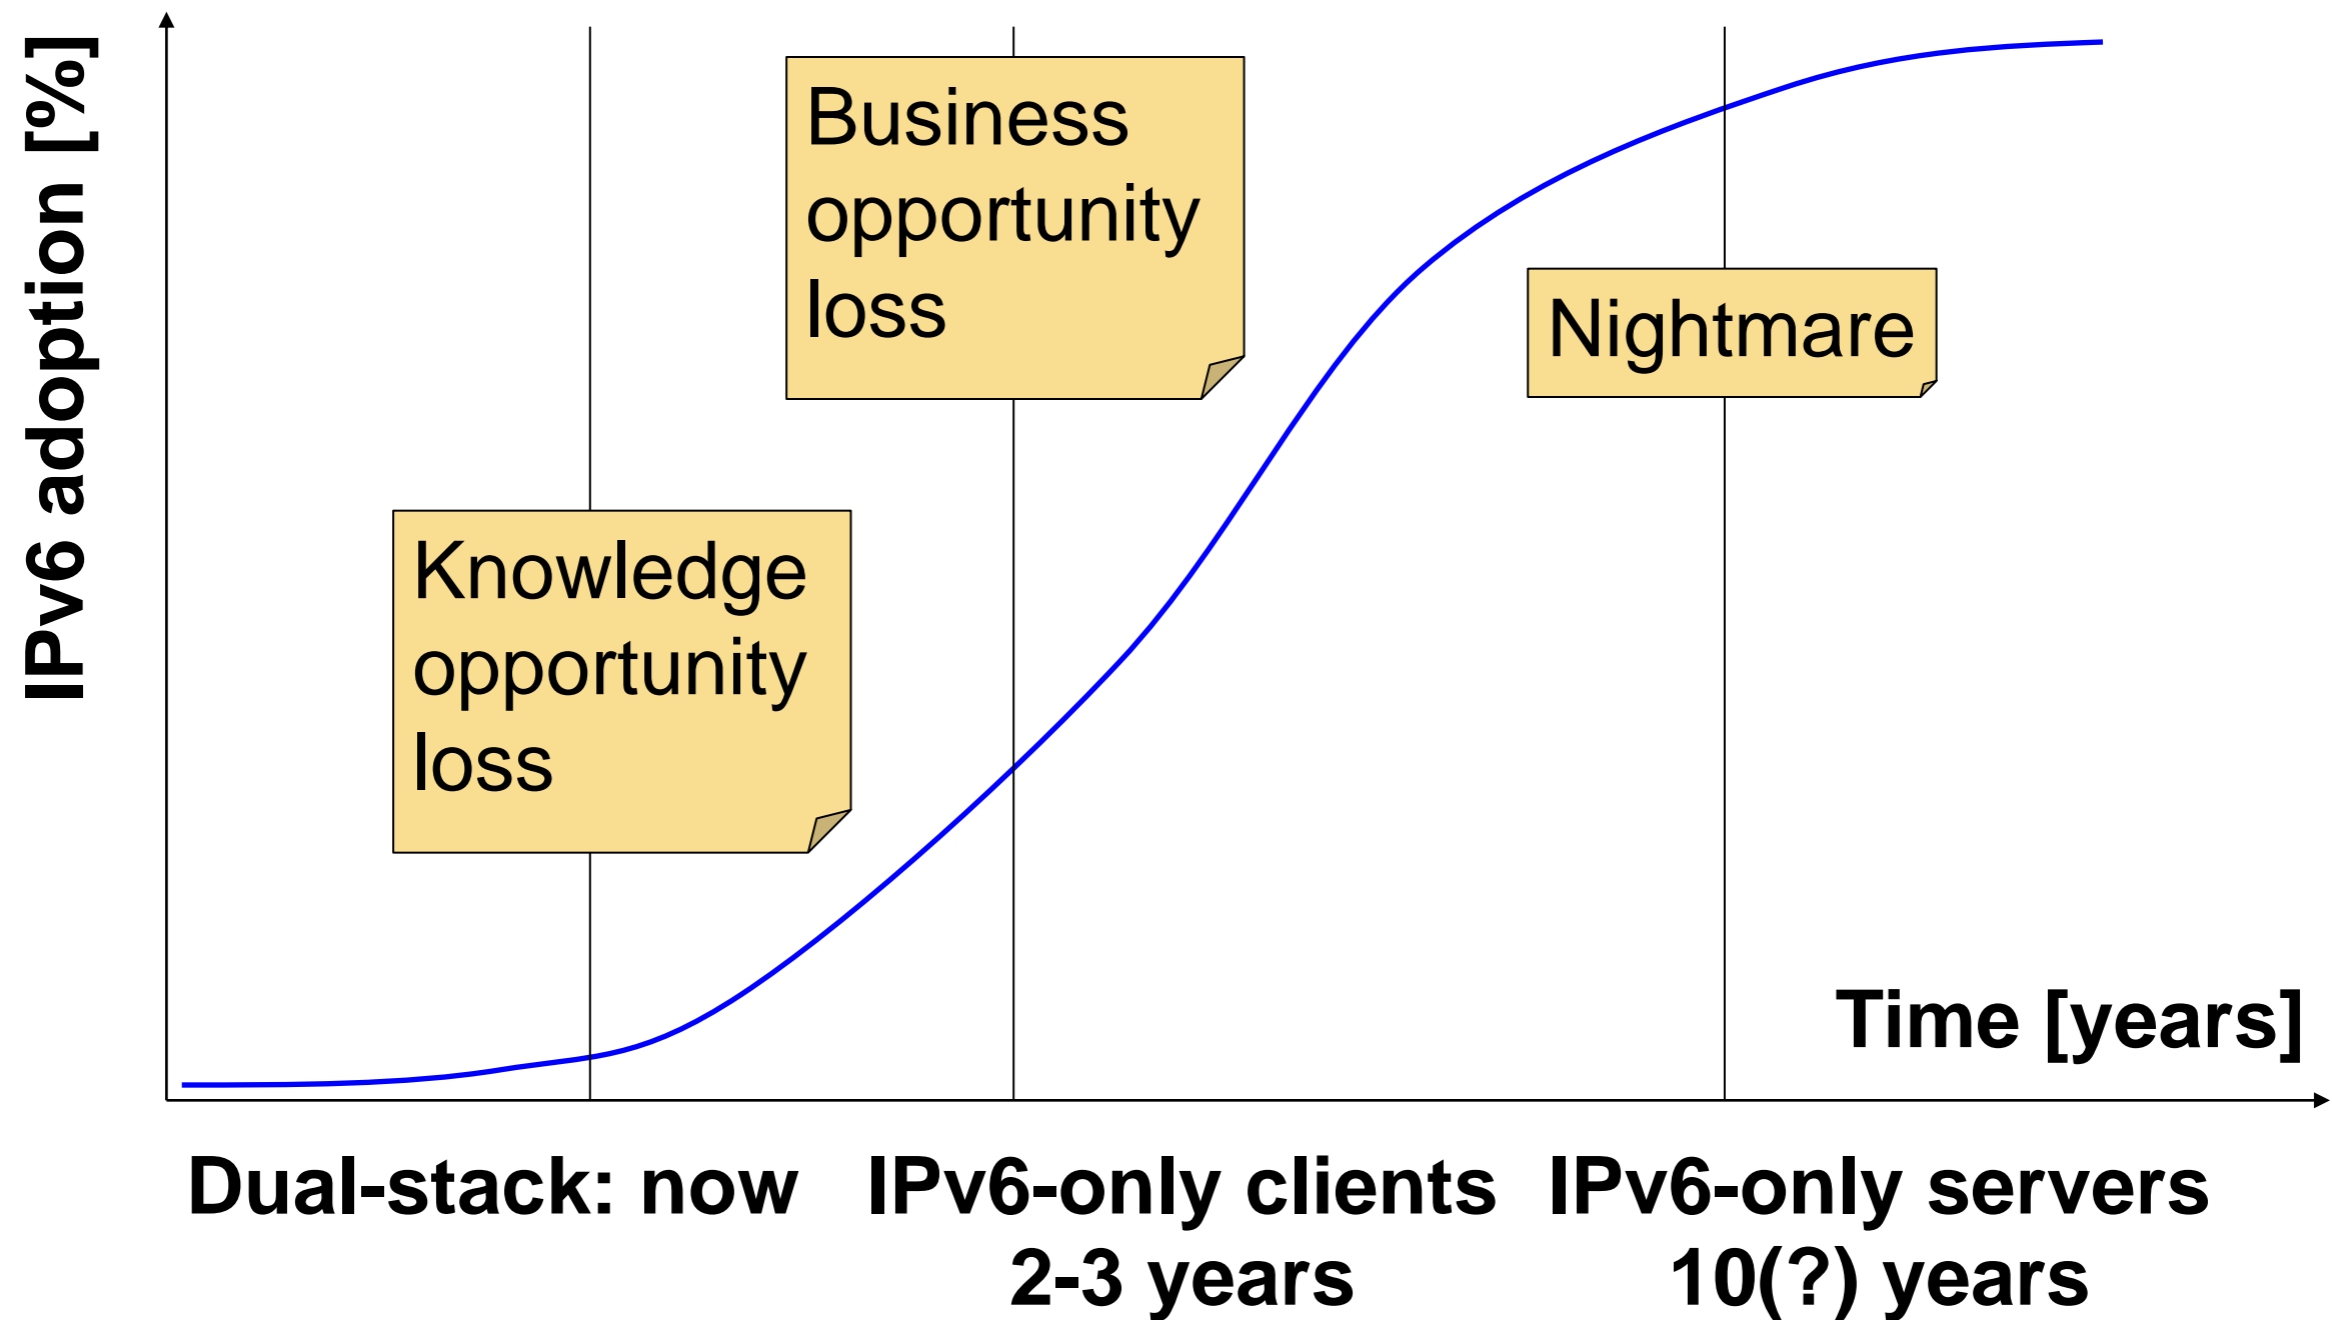 IPv6 adoption [%]
Business
opportunity
loss
Nightmare
Knowledge
opportunity
loss
Time [years]
Dual-stack: now
IPv6-only clients
2-3 years
IPv6-only servers
10(?) years